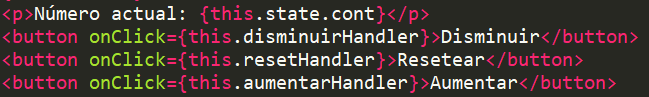 <p>Número actual: {this.state.cont}</p>
<button onClick={this.disminuirHandler}>Disminuir</button>
<button onClick={this.resetHandler}>Resetear</button>
<button onClick={this.aumentarHandler}>Aumentar</button>